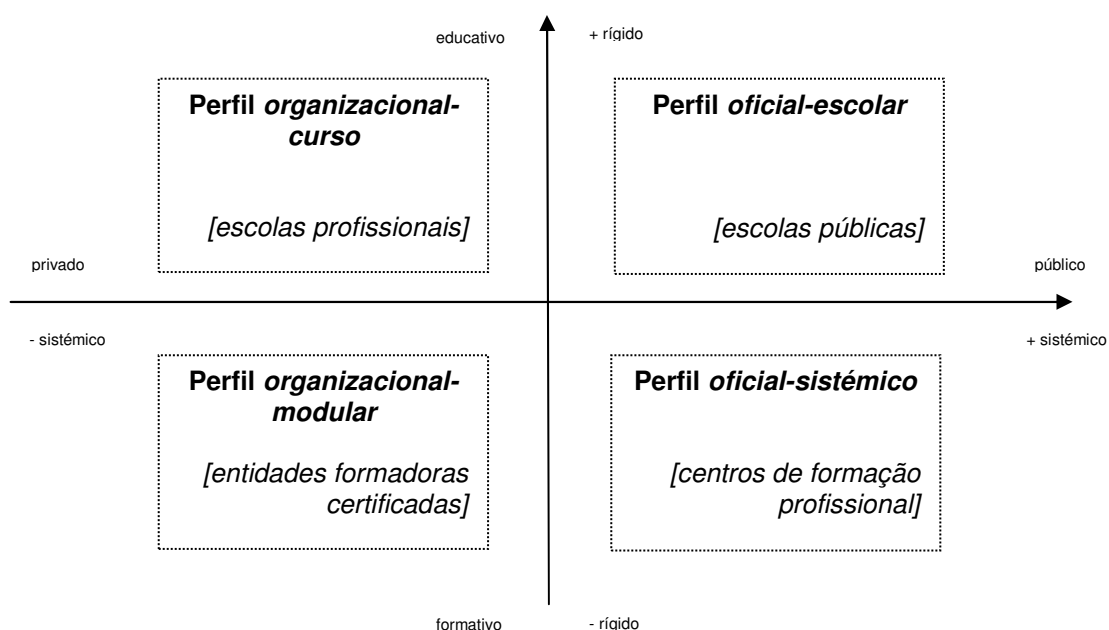 educativo
+ rígido
Perfil organizacional-
curso
[escolas profissionais]
Perfil oficial-escolar
[escolas públicas]
privado
público
- sistémico
+ sistémico
Perfil organizacional-
modular
[entidades formadoras
certificadas]
Perfil oficial-sistémico
[centros de formação
profissional]
formativo
- rígido